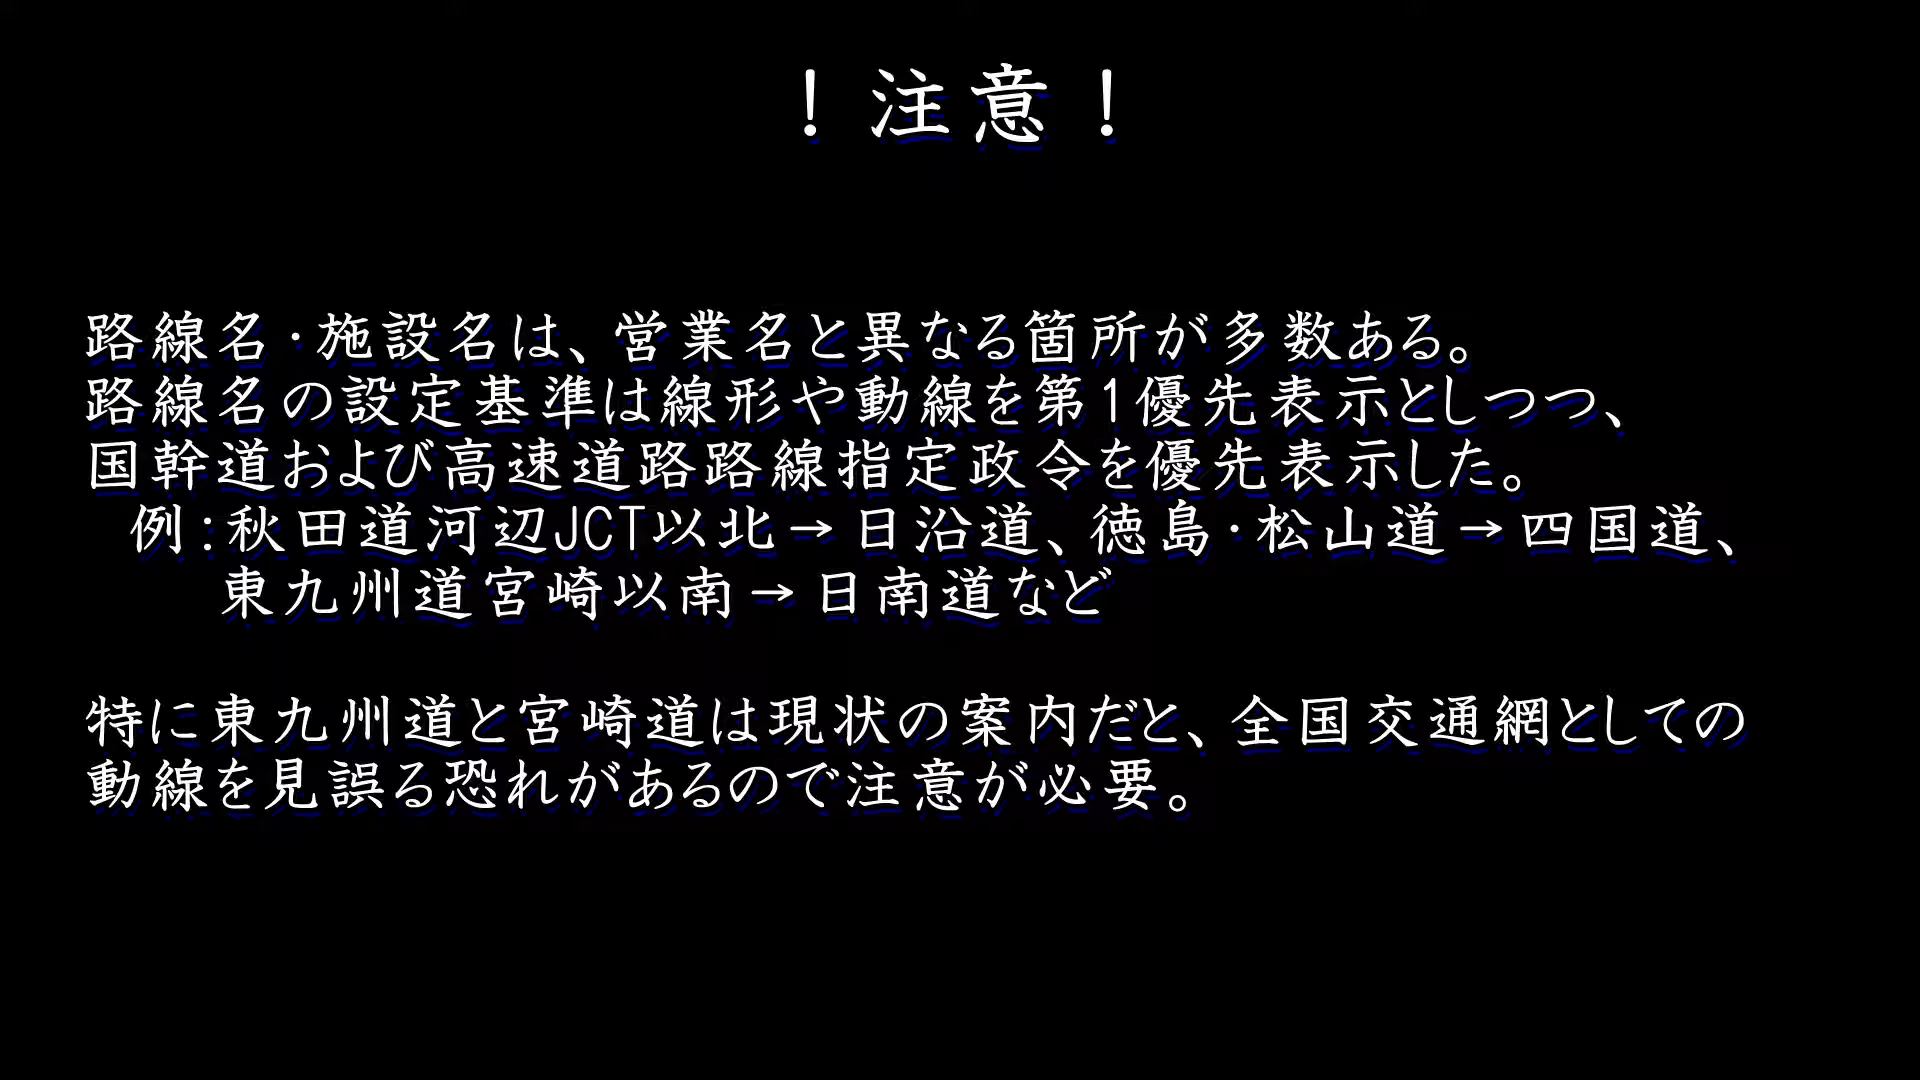 ！注意！
路線名・施設名は、営業名と異なる箇所が多数ある。
路線名の設定基準は線形や動線を第1優先表示としつつ、
国幹道および高速道路路線指定政令を優先表示した。
例：秋田道河辺JCT以北→日沿道、徳島・松山道→四国道、
東九州道宮崎以南→日南道など
特に東九州道と宮崎道は現状の案内だと、全国交通網としての
動線を見誤る恐れがあるので注意が必要。